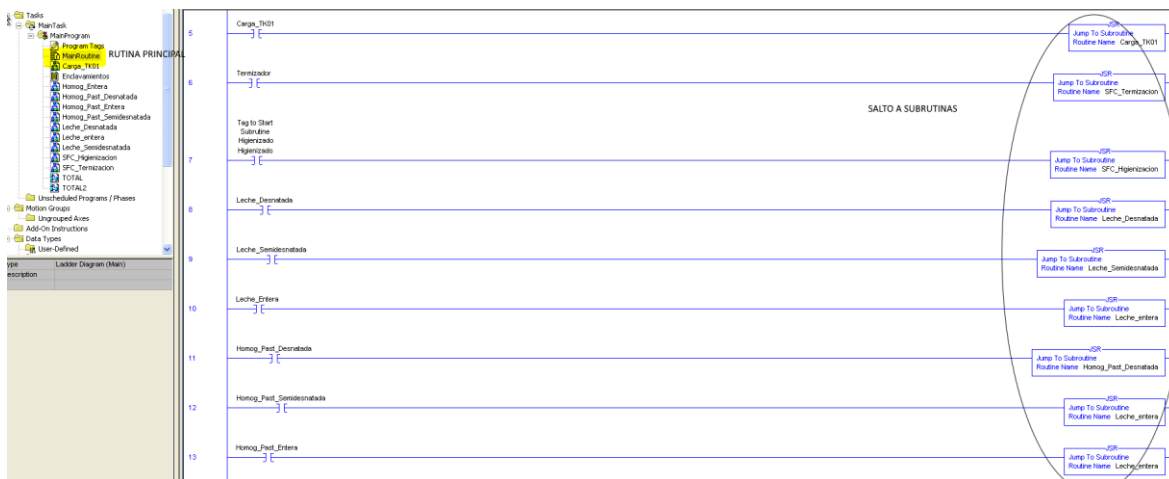 Tasks
MainTask
MainProgram
Program Tags
MainRoutine
RUTINA PRINCIPAL
Carga_TK01
Enclavamientos
Homog_Entera
Homog_Past_Desnatada
Homog_Past_Entera
Homog_Past_Semidesnatada
Leche_Desnatada
Leche_entera
Leche_Semidesnatada
SFC_Higienizacion
SFC_Termizacion
TOTAL
TOTAL2
Unscheduled Programs / Phases
Motion Groups
Ungrouped Axes
Add-On Instructions
Data Types
User-Defined
ype
Ladder Diagram (Main)
escription
5
Carga_TK01
JSR
Jump To Subroutine
Routine Name Carga_TK01
6
Termizador
JSR
Jump To Subroutine
Routine Name SFC_Termizacion
SALTO A SUBRUTINAS
Tag to Start
Subrutine
Higienizado
Higienizado
7
JSR
Jump To Subroutine
Routine Name SFC_Higienizacion
8
Leche_Desnatada
JSR
Jump To Subroutine
Routine Name Leche_Desnatada
9
Leche_Semidesnatada
JSR
Jump To Subroutine
Routine Name Leche_Semidesnatada
10
Leche_Entera
JSR
Jump To Subroutine
Routine Name Leche_entera
11
Homog_Past_Desnatada
JSR
Jump To Subroutine
Routine Name Homog_Past_Desnatada
12
Homog_Past_Semidesnatada
JSR
Jump To Subroutine
Routine Name Leche_entera
13
Homog_Past_Entera
JSR
Jump To Subroutine
Routine Name Leche_entera